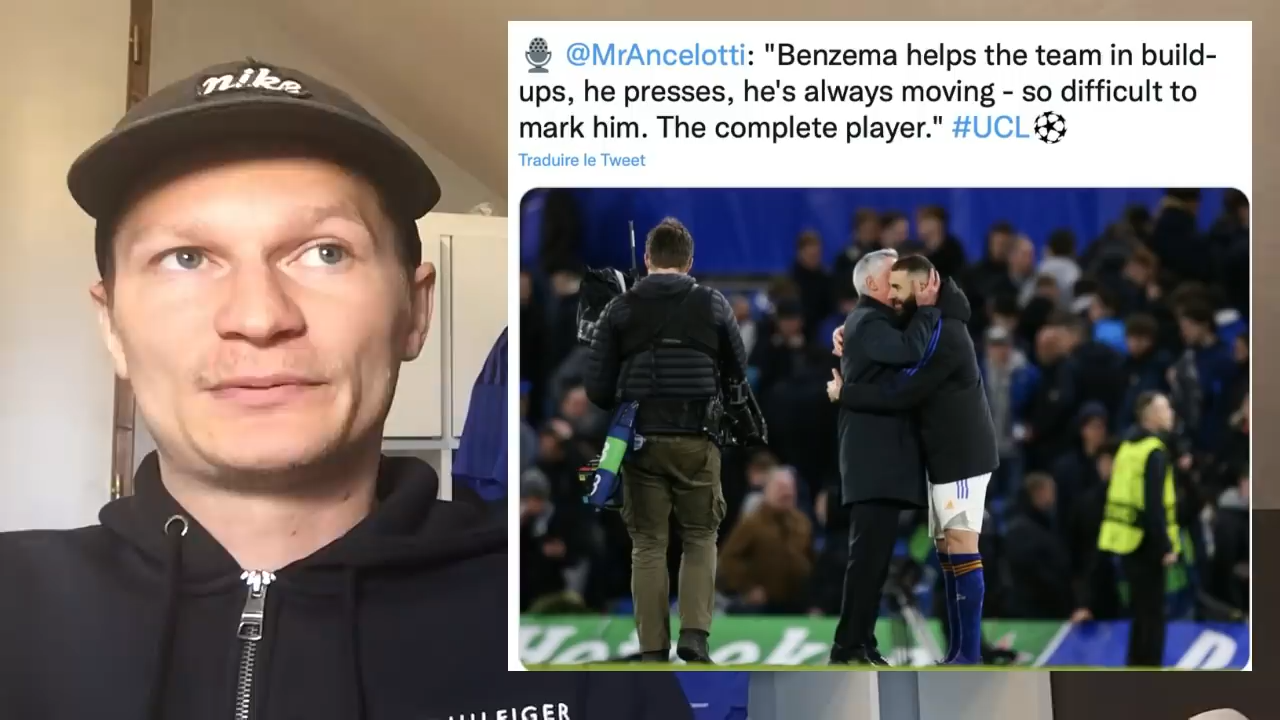 @MrAncelotti: "Benzema helps the team in build-
ups, he presses, he's always moving - so difficult to
mark him. The complete player." #UCL
Traduire le Tweet
nike
Heineken
HILFIGER